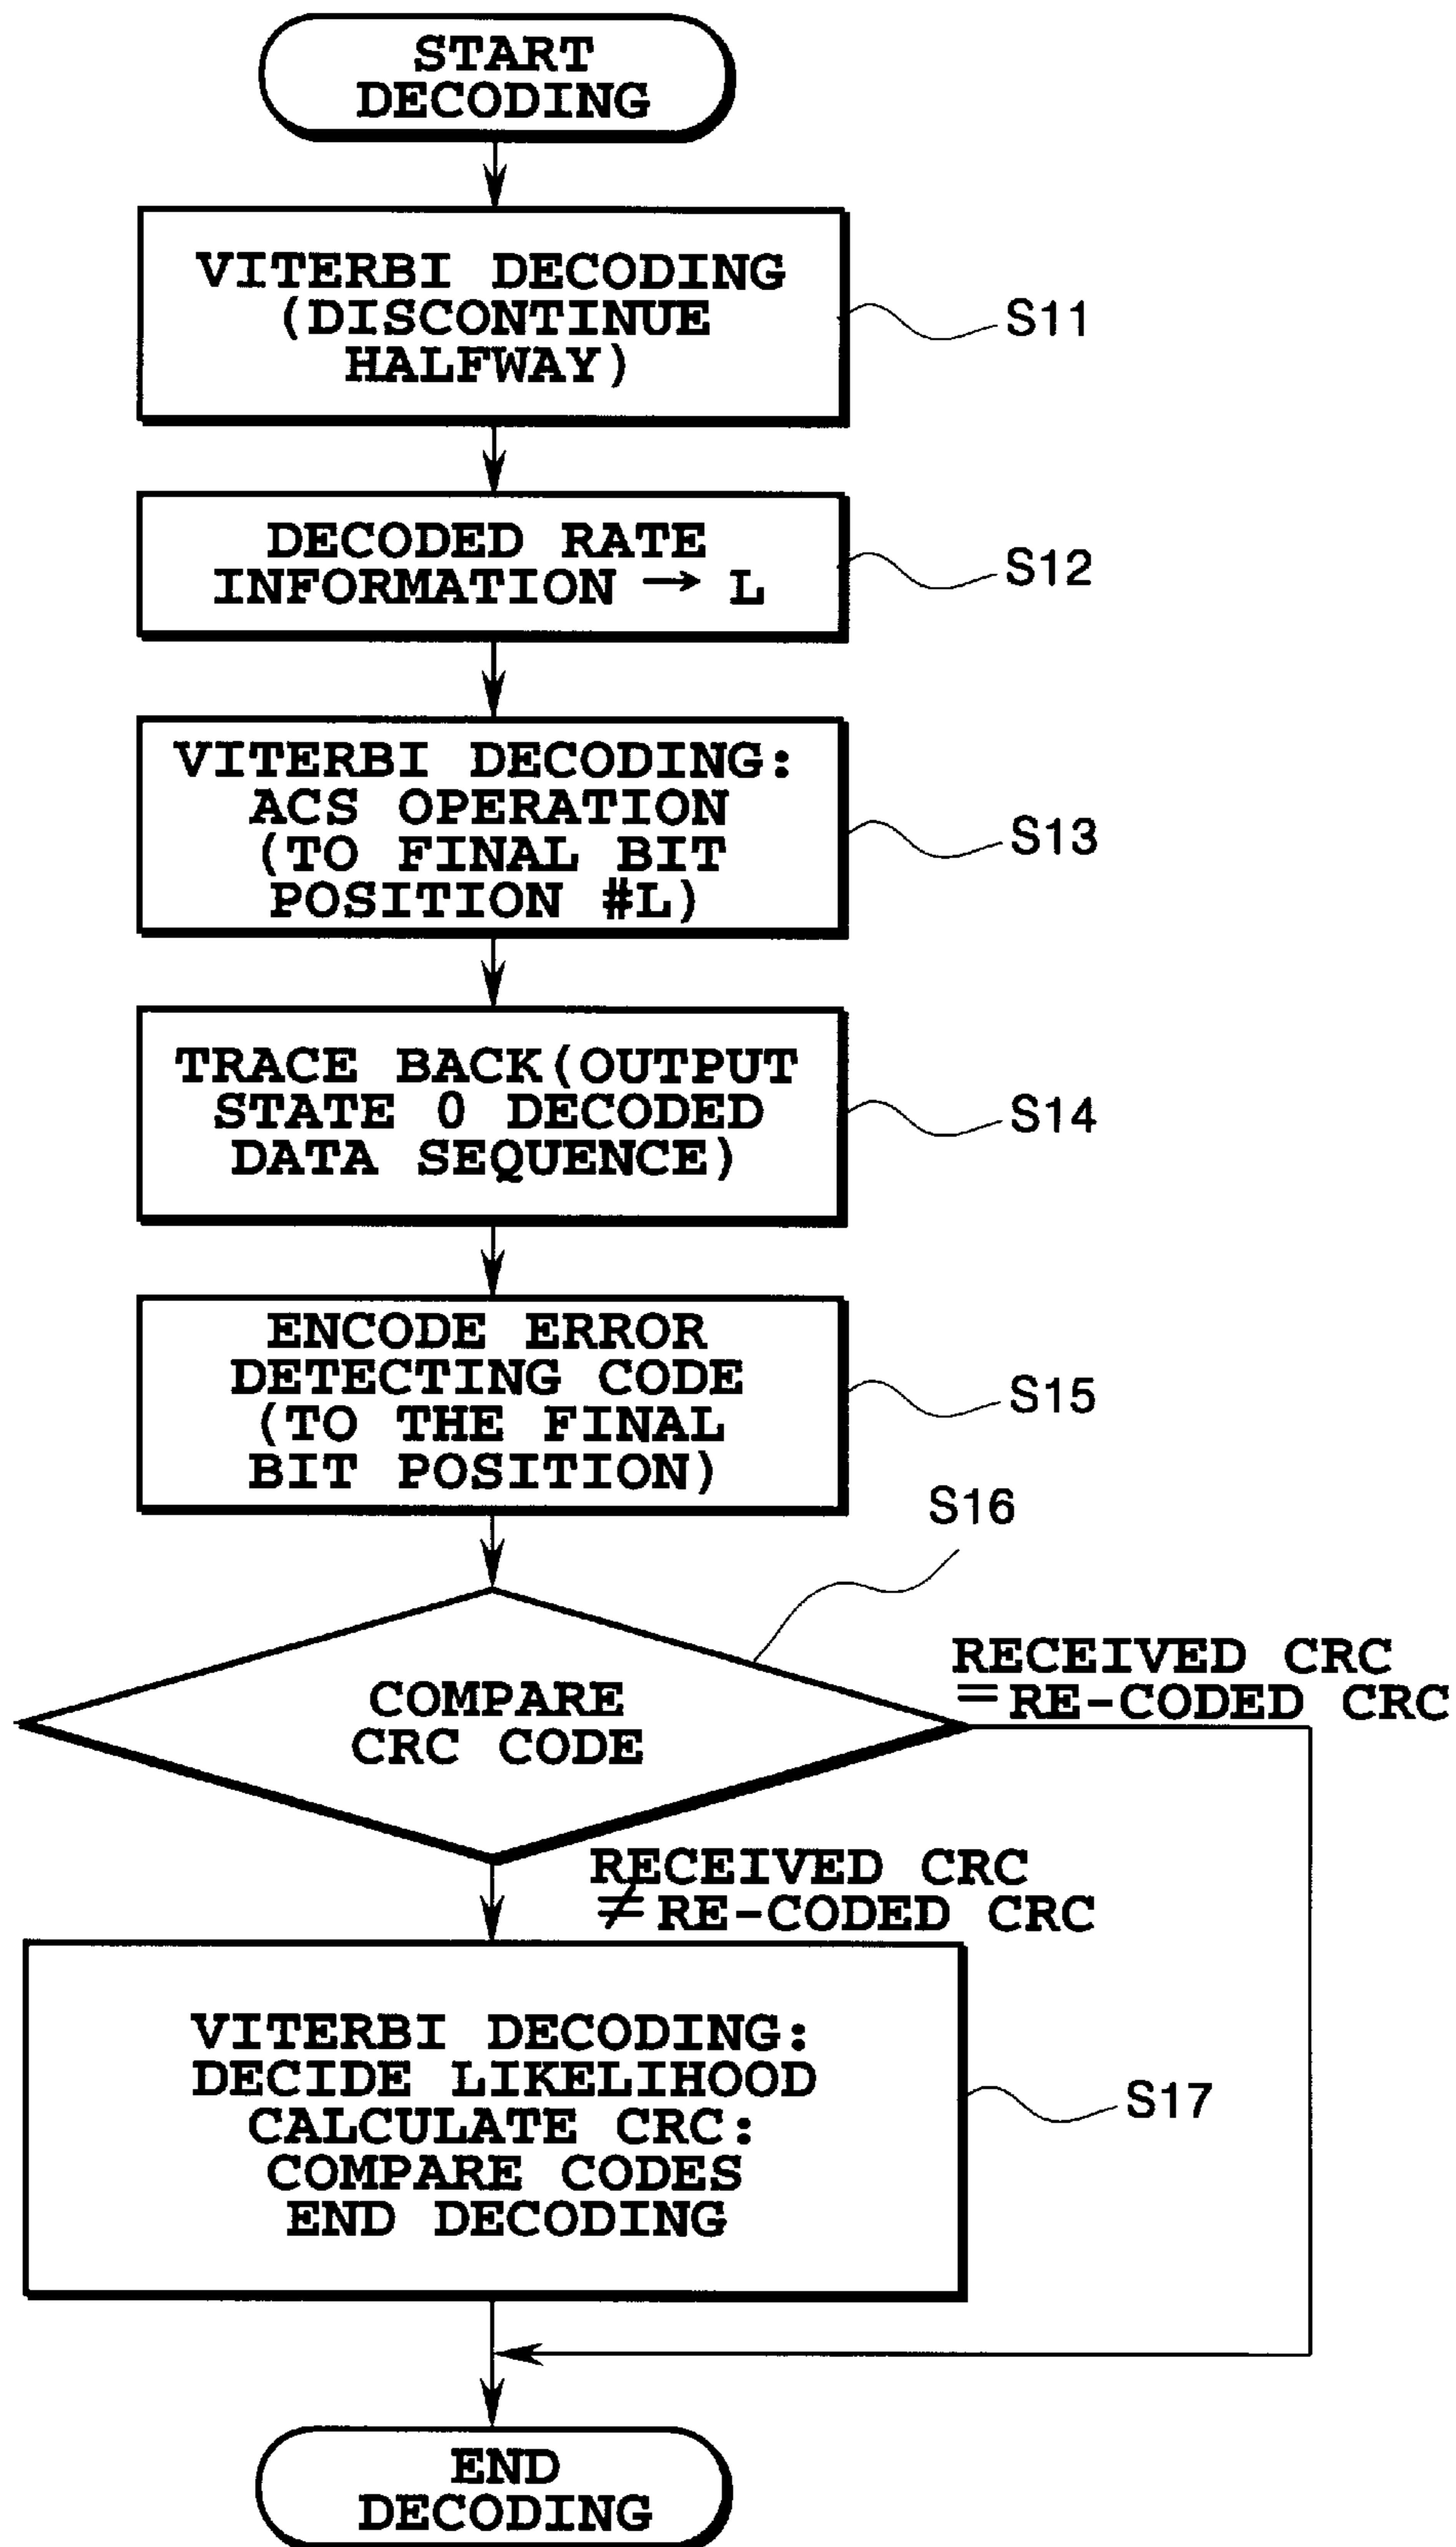 START
DECODING
VITERBI DECODING
(DISCONTINUE
HALFWAY)
S11
DECODED RATE
INFORMATION → L
S12
VITERBI DECODING:
ACS OPERATION
(TO FINAL BIT
POSITION #L)
S13
TRACE BACK(OUTPUT
STATE 0 DECODED
DATA SEQUENCE)
S14
ENCODE ERROR
DETECTING CODE
(TO THE FINAL
BIT POSITION)
S15
S16
COMPARE
CRC CODE
RECEIVED CRC
=RE-CODED CRC
RECEIVED CRC
≠RE-CODED CRC
VITERBI DECODING:
DECIDE LIKELIHOOD
CALCULATE CRC:
COMPARE CODES
END DECODING
S17
END
DECODING